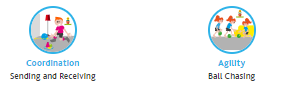 Coordination
Sending and Receiving
Agility
Ball Chasing